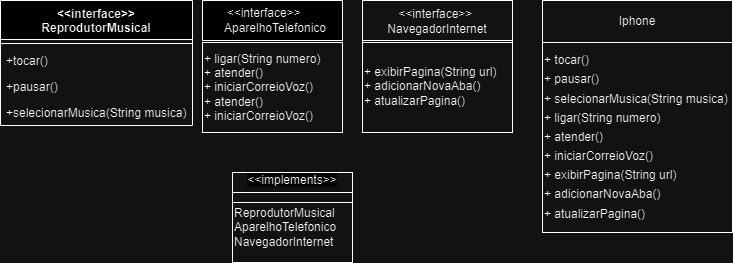 <<interface>>
ReprodutorMusical
+tocar()
+pausar()
+selecionarMusica(String musica)
<<interface>>
AparelhoTelefonico
+ ligar(String numero)
+ atender()
+ iniciarCorreioVoz()
+ atender()
+ iniciarCorreioVoz()
<<interface>>
NavegadorInternet
+ exibirPagina(String url)
+ adicionarNovaAba()
+ atualizarPagina()
Iphone
+ tocar()
+ pausar()
+ selecionarMusica(String musica)
+ ligar(String numero)
+ atender()
+ iniciarCorreioVoz()
+ exibirPagina(String url)
+ adicionarNovaAba()
+ atualizarPagina()
<<implements>>
ReprodutorMusical
AparelhoTelefonico
NavegadorInternet